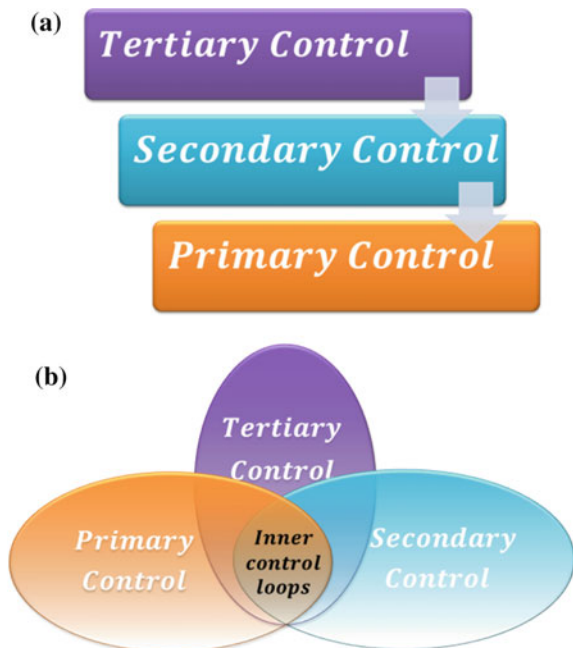 (a)
Tertiary Control
Secondary Control
Primary Control
(b)
Tertiary
Control
Primary
Control
Inner
control
loops
Secondary
Control